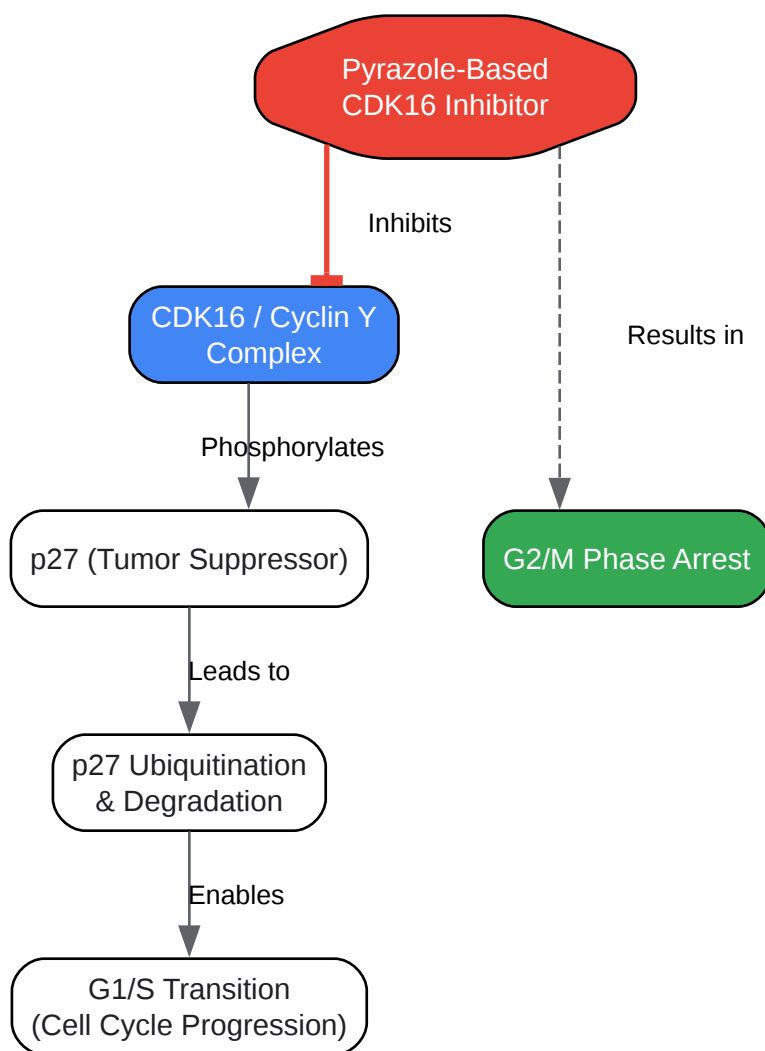 Pyrazole-Based
CDK16 Inhibitor
Inhibits
CDK16 / Cyclin Y
Complex
Results in
Phosphorylates
p27 (Tumor Suppressor)
G2/M Phase Arrest
Leads to
p27 Ubiquitination
& Degradation
Enables
G1/S Transition
(Cell Cycle Progression)